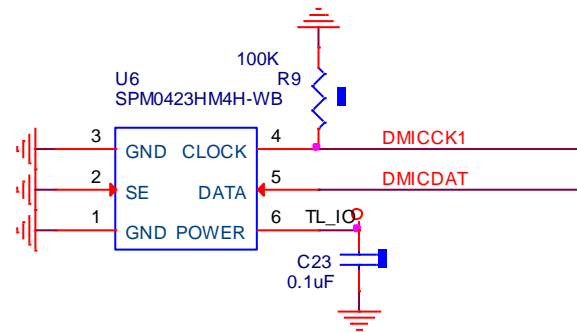 100K
R9
U6
SPM0423HM4H-WB
3 GND CLOCK 4 DMICCK1
2 SE DATA 5 DMICDAT
1 GND POWER 6 TL_IO
C23
0.1uF